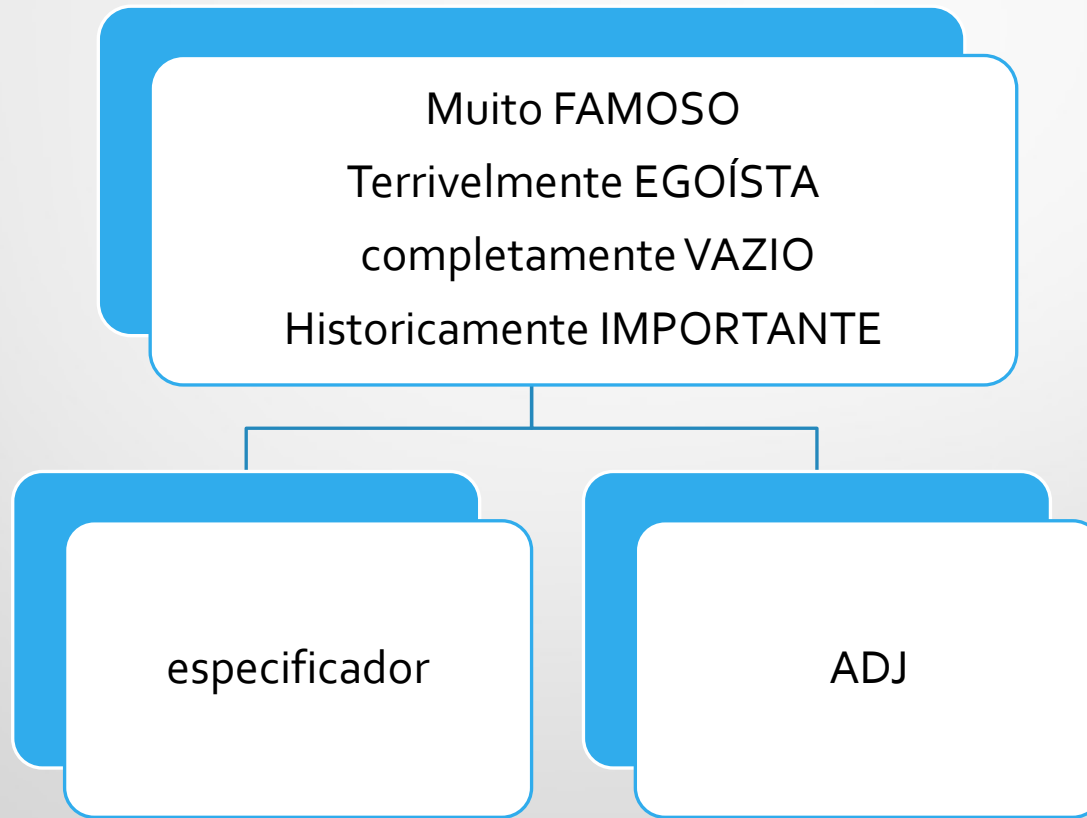 Muito FAMOSO
Terrivelmente EGOÍSTA
completamente VAZIO
Historicamente IMPORTANTE
especificador
ADJ